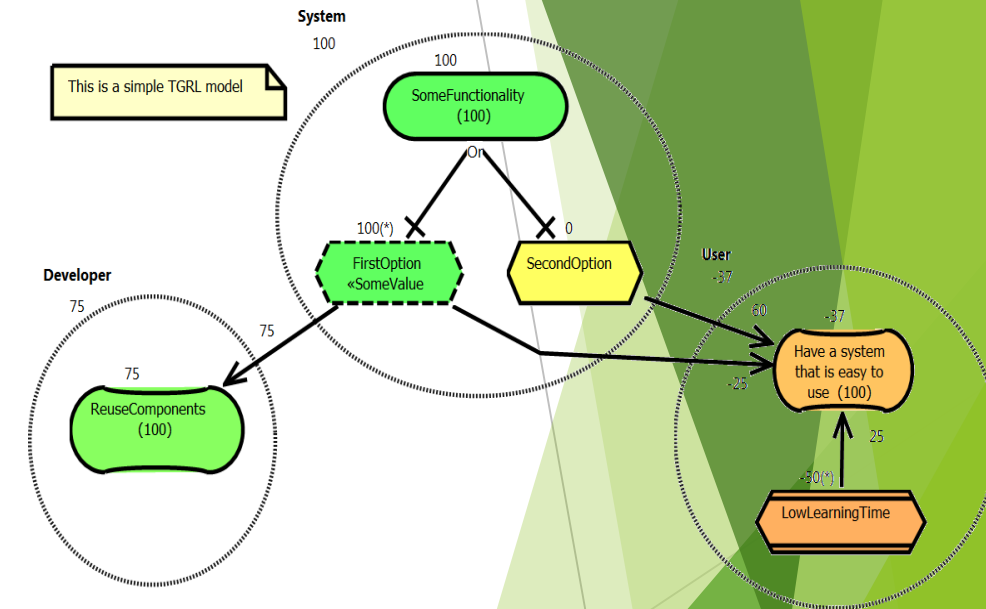 System
100
This is a simple TGRL model
100
SomeFunctionality
(100)
Or
100(*)
0
FirstOption
«SomeValue
SecondOption
User
-37
Developer
75
75
60
-37
Have a system
that is easy to
use (100)
-25
75
ReuseComponents
(100)
25
-30(*)
LowLearningTime